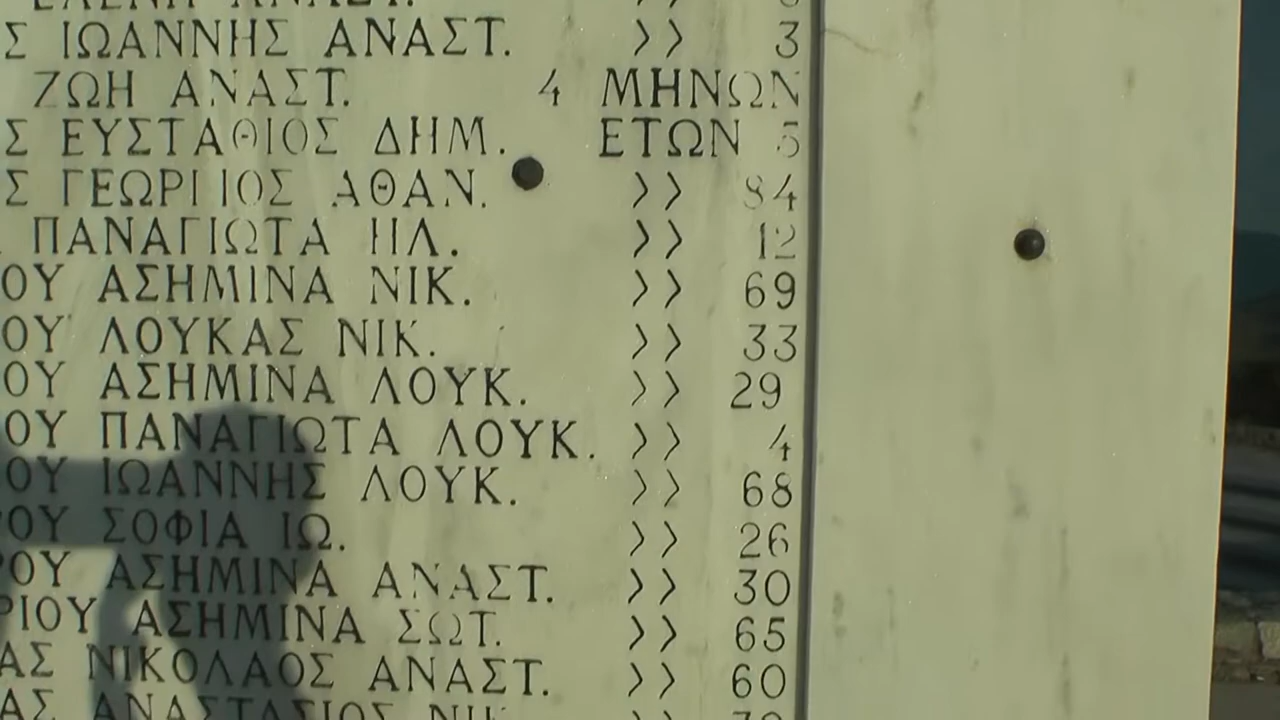 Σ ΙΩΑΝΝΗΣ ΑΝΑΣΤ. >> 3
ΖΩΗ ΑΝΑΣΤ. 4 ΜΗΝΩΝ
Σ ΕΥΣΤΑΘΙΟΣ ΔΗΜ. ΕΤΩΝ 5
Σ ΓΕΩΡΓΙΟΣ ΑΘΑΝ. >> 84
ΠΑΝΑΓΙΩΤΑ ΗΛ. >> 12
ΟΥ ΑΣΗΜΙΝΑ ΝΙΚ. >> 69
ΟΥ ΛΟΥΚΑΣ ΝΙΚ. >> 33
ΟΥ ΑΣΗΜΙΝΑ ΛΟΥΚ. >> 29
ΟΥ ΠΑΝΑΓΙΩΤΑ ΛΟΥΚ. >> 4
ΟΥ ΙΩΑΝΝΗΣ ΛΟΥΚ. >> 68
ΡΟΥ ΣΟΦΙΑ ΙΩ. >> 26
ΡΟΥ ΑΣΗΜΙΝΑ ΑΝΑΣΤ. >> 30
ΡΙΟΥ ΑΣΗΜΙΝΑ ΣΩΤ. >> 65
ΑΣ ΝΙΚΟΛΑΟΣ ΑΝΑΣΤ. >> 60
ΑΣ ΑΝΑΣΤΑΣΙΟΣ ΝΙΚ. >>